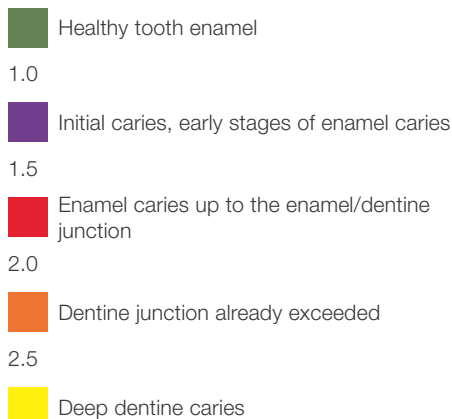 Healthy tooth enamel
1.0
Initial caries, early stages of enamel caries
1.5
Enamel caries up to the enamel/dentine
junction
2.0
Dentine junction already exceeded
2.5
Deep dentine caries